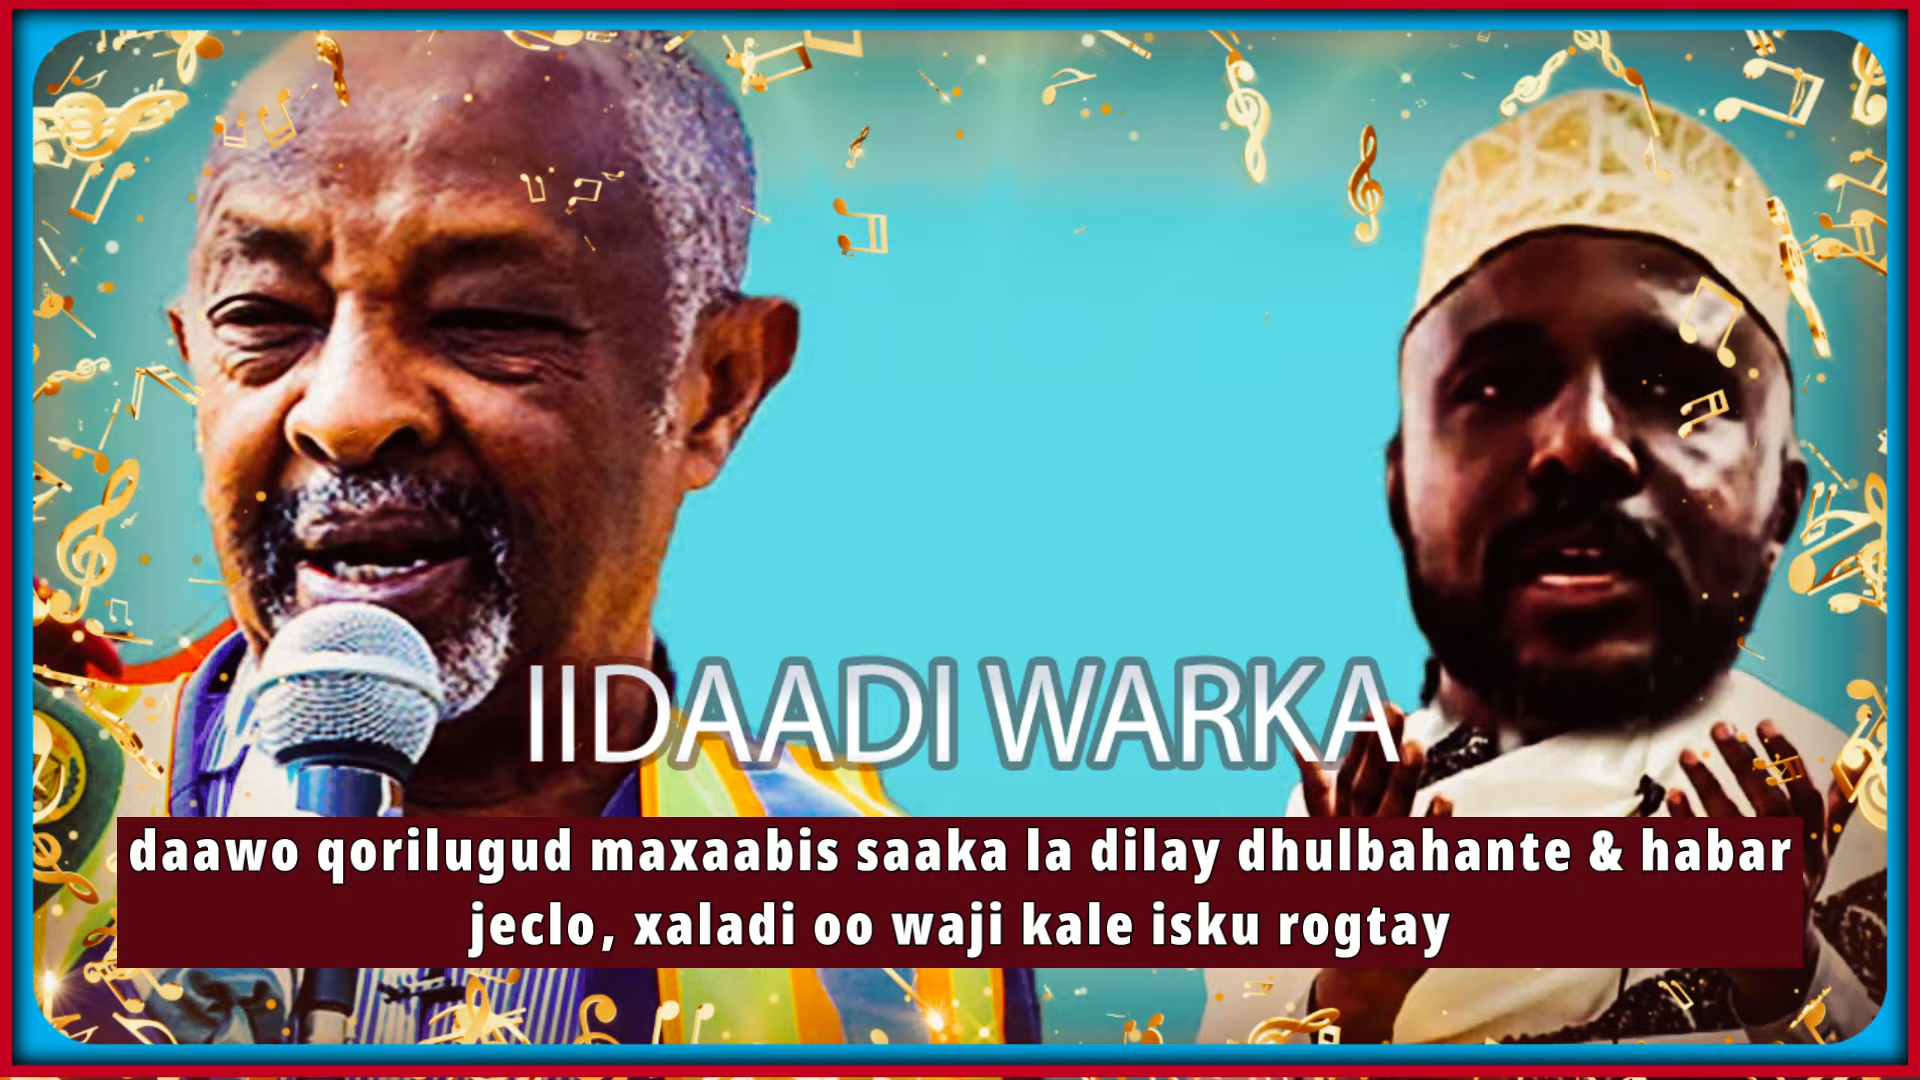 IIDAADI WARKA
daawo qorilugud maxaabis saaka la dilay dhulbahante & habar
jeclo, xaladi oo waji kale isku rogtay